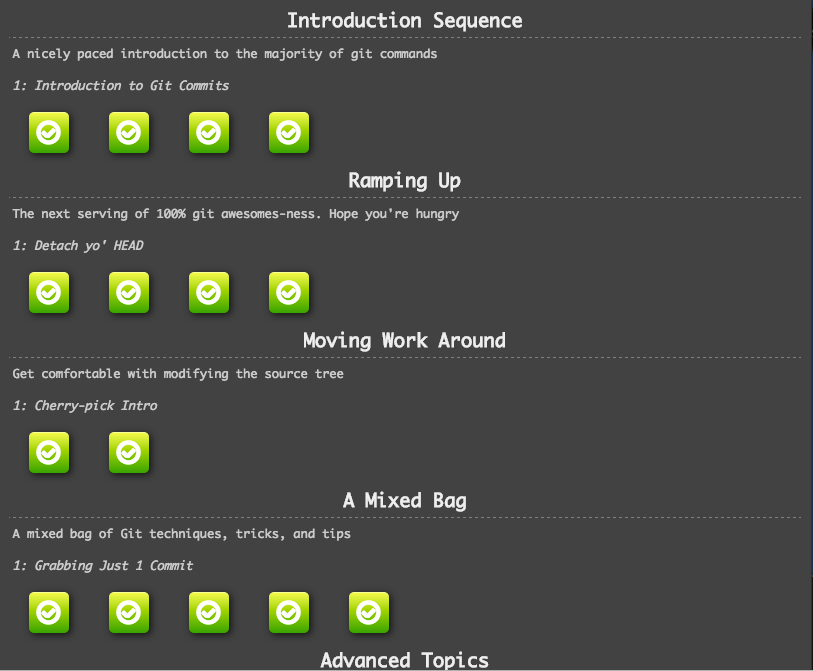 Introduction Sequence
A nicely paced introduction to the majority of git commands
1: Introduction to Git Commits
Ramping Up
The next serving of 100% git awesomes-ness. Hope you're hungry
1: Detach yo' HEAD
Moving Work Around
Get comfortable with modifying the source tree
1: Cherry-pick Intro
A Mixed Bag
A mixed bag of Git techniques, tricks, and tips
1: Grabbing Just 1 Commit
Advanced Topics